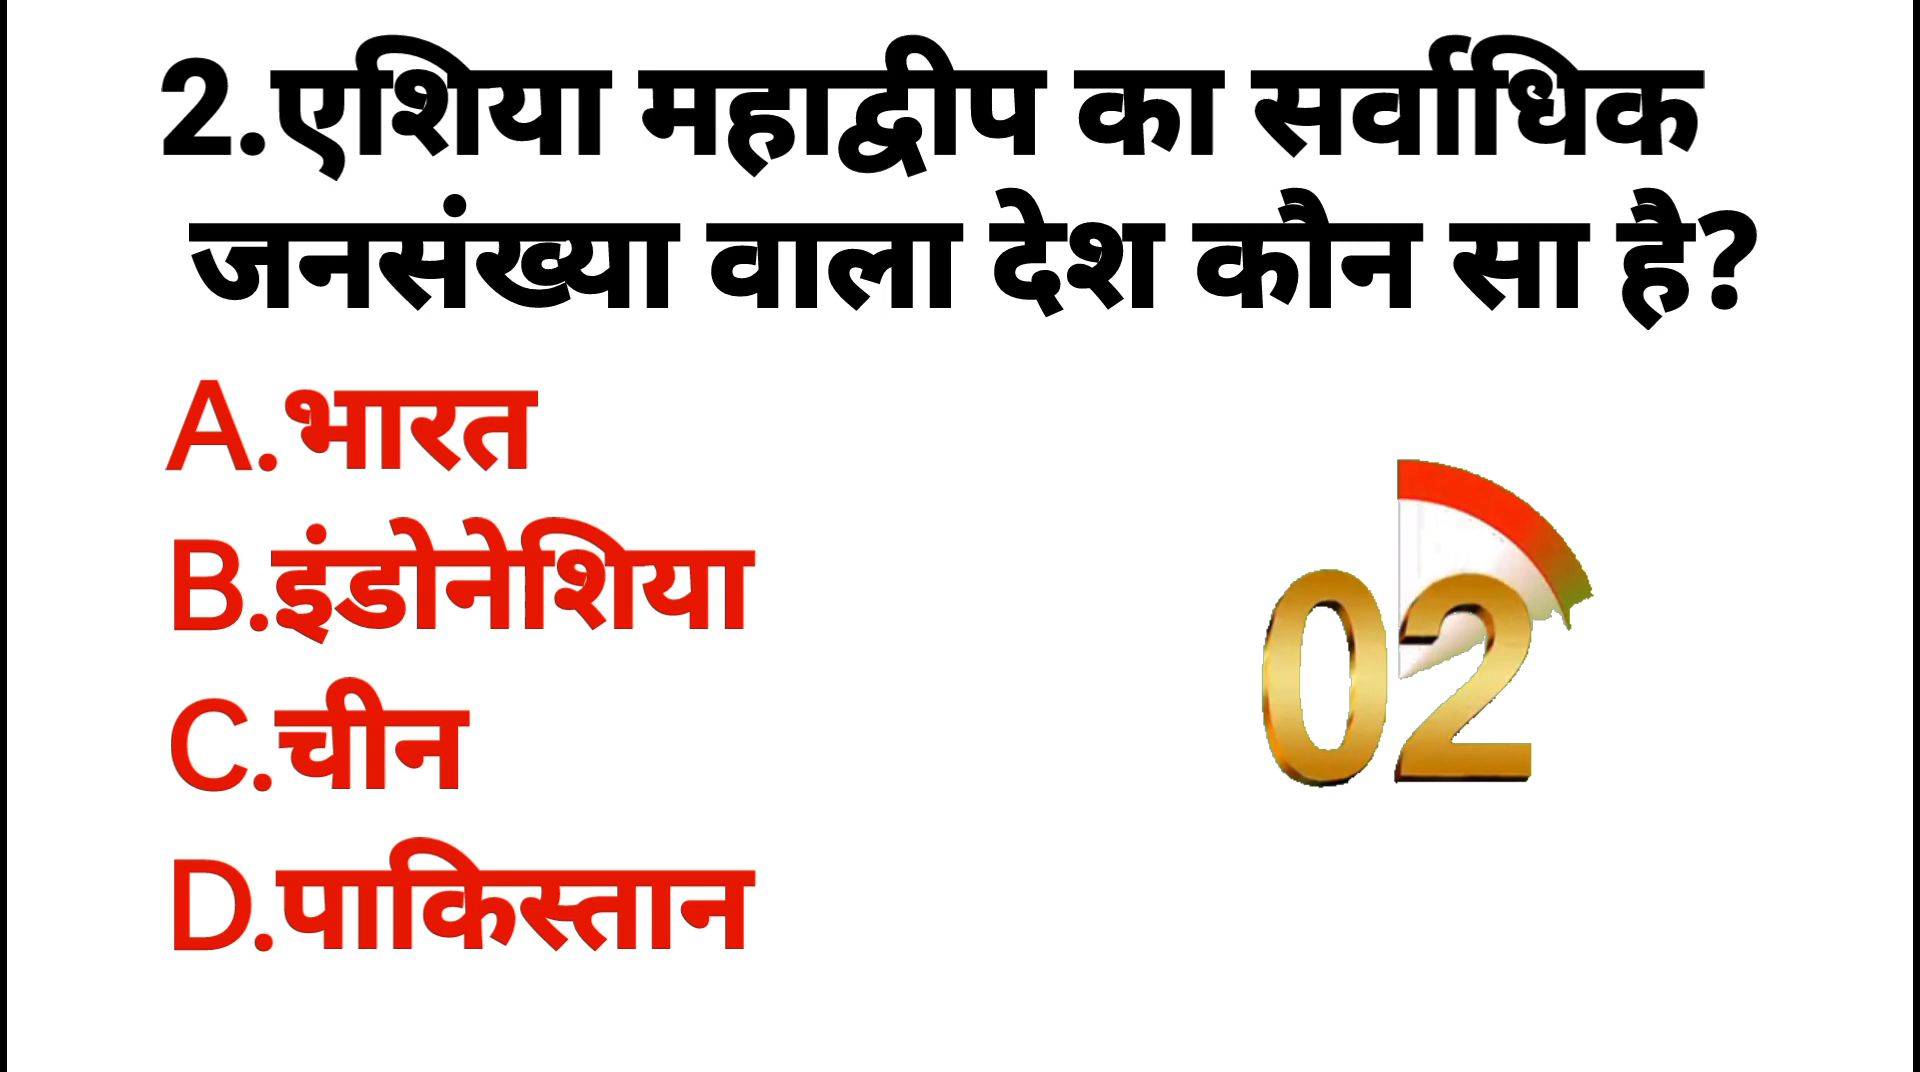 2.एशिया महाद्वीप का सर्वाधिक
जनसंख्या वाला देश कौन सा है?
A.भारत
B.इंडोनेशिया
C.चीन
D.पाकिस्तान
02